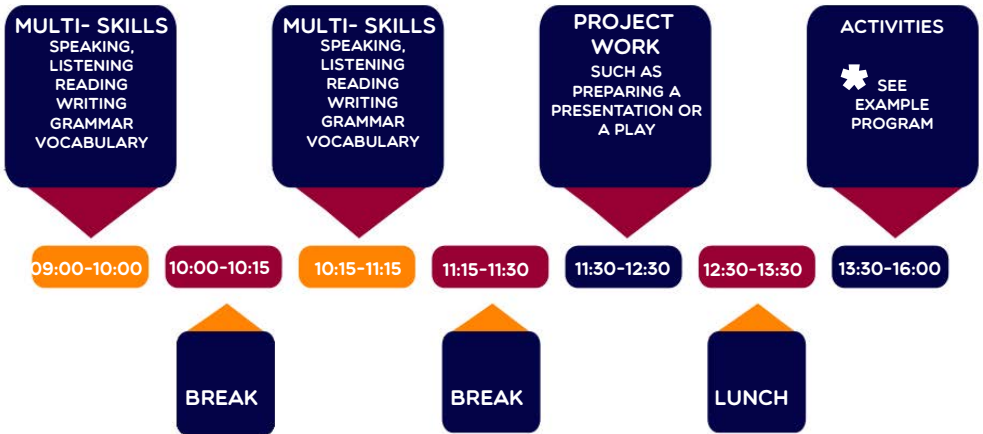 MULTI- SKILLS
SPEAKING,
LISTENING
READING
WRITING
GRAMMAR
VOCABULARY
MULTI- SKILLS
SPEAKING,
LISTENING
READING
WRITING
GRAMMAR
VOCABULARY
PROJECT
WORK
SUCH AS
PREPARING A
PRESENTATION OR
A PLAY
ACTIVITIES
* SEE
EXAMPLE
PROGRAM
09:00-10:00
10:00-10:15
10:15-11:15
11:15-11:30
11:30-12:30
12:30-13:30
13:30-16:00
BREAK
BREAK
LUNCH